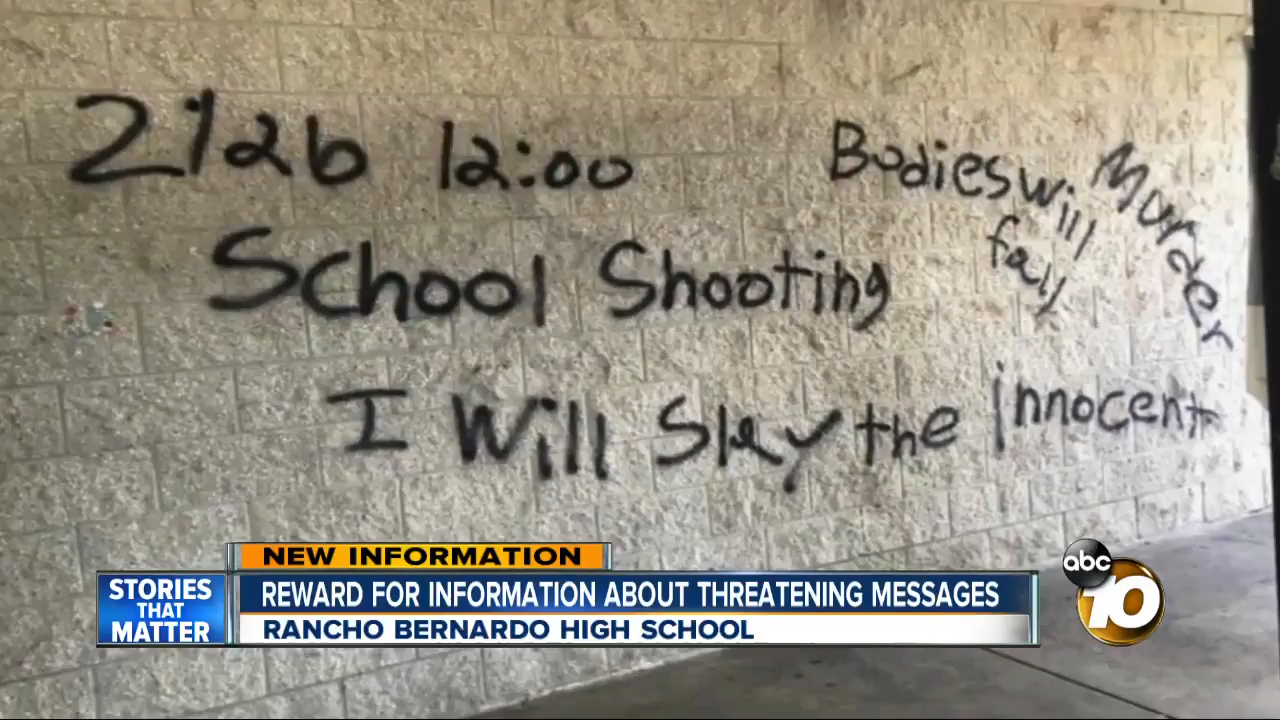 2/26 12:00
School Shooting
I Will Slay the innocent
Bodies will
fall
Murder
NEW INFORMATION
STORIES
THAT
MATTER
REWARD FOR INFORMATION ABOUT THREATENING MESSAGES
RANCHO BERNARDO HIGH SCHOOL
abc
10